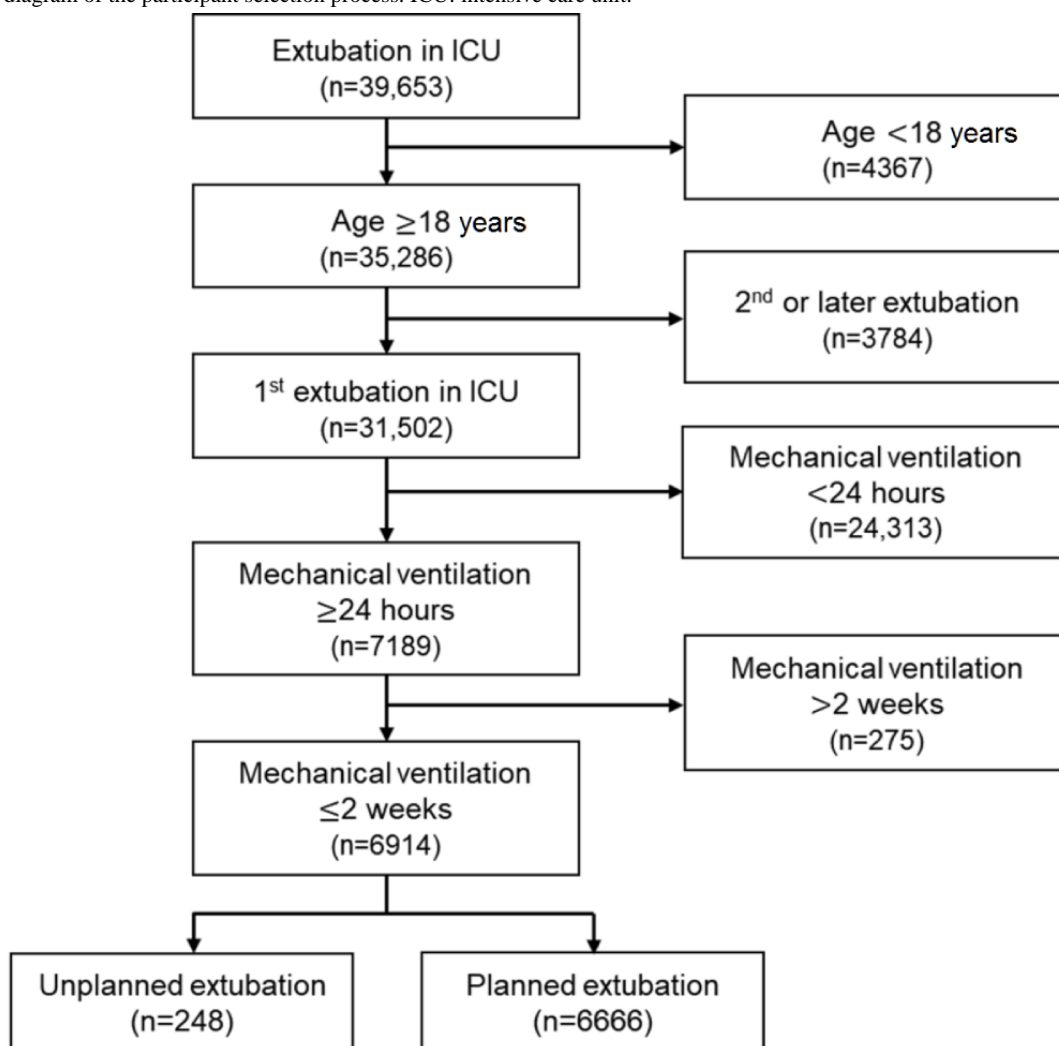 diagram of the participant selection process. ICU: intensive care unit.
Extubation in ICU
(n=39,653)
Age <18 years
(n=4367)
Age ≥18 years
(n=35,286)
2nd or later extubation
(n=3784)
1st extubation in ICU
(n=31,502)
Mechanical ventilation
<24 hours
(n=24,313)
Mechanical ventilation
≥24 hours
(n=7189)
Mechanical ventilation
>2 weeks
(n=275)
Mechanical ventilation
≤2 weeks
(n=6914)
Unplanned extubation
(n=248)
Planned extubation
(n=6666)